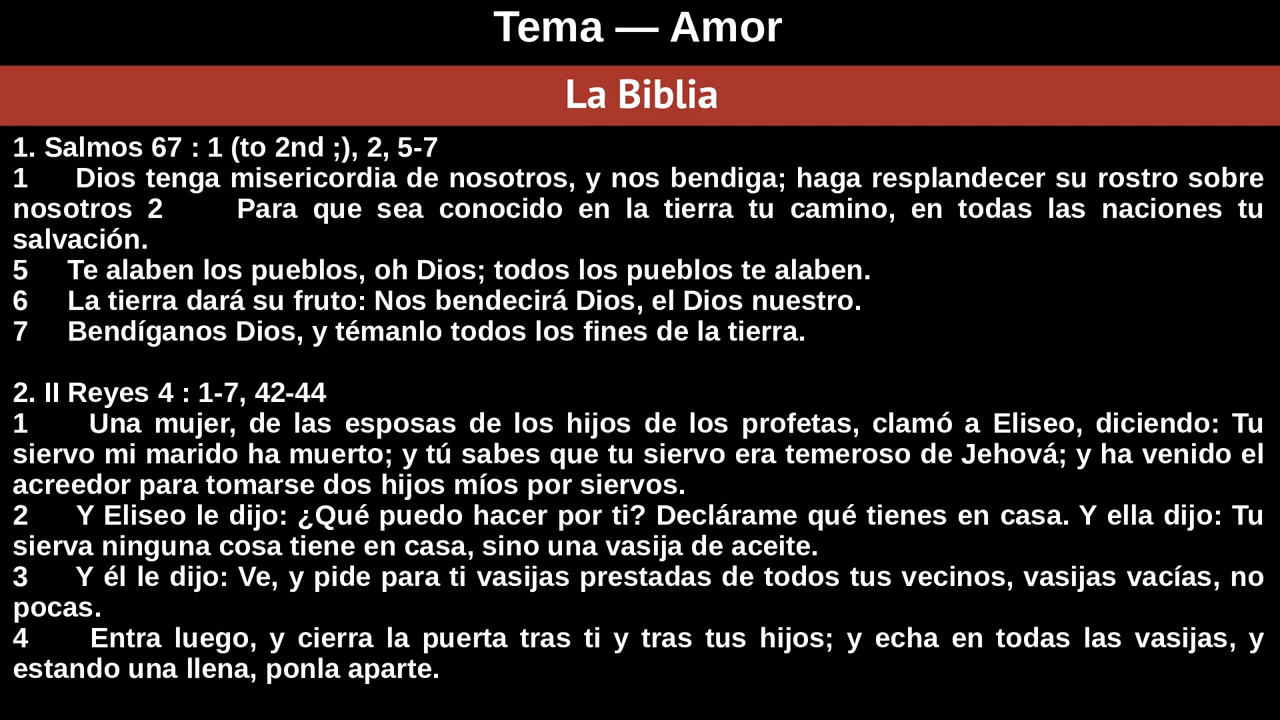 Tema — Amor
La Biblia
1. Salmos 67 : 1 (to 2nd ;), 2, 5-7
1 Dios tenga misericordia de nosotros, y nos bendiga; haga resplandecer su rostro sobre
nosotros 2 Para que sea conocido en la tierra tu camino, en todas las naciones tu
salvación.
5 Te alaben los pueblos, oh Dios; todos los pueblos te alaben.
6 La tierra dará su fruto: Nos bendecirá Dios, el Dios nuestro.
7 Bendíganos Dios, y témanlo todos los fines de la tierra.
2. II Reyes 4 : 1-7, 42-44
1 Una mujer, de las esposas de los hijos de los profetas, clamó a Eliseo, diciendo: Tu
siervo mi marido ha muerto; y tú sabes que tu siervo era temeroso de Jehová; y ha venido el
acreedor para tomarse dos hijos míos por siervos.
2 Y Eliseo le dijo: ¿Qué puedo hacer por ti? Declárame qué tienes en casa. Y ella dijo: Tu
sierva ninguna cosa tiene en casa, sino una vasija de aceite.
3 Y él le dijo: Ve, y pide para ti vasijas prestadas de todos tus vecinos, vasijas vacías, no
pocas.
4 Entra luego, y cierra la puerta tras ti y tras tus hijos; y echa en todas las vasijas, y
estando una llena, ponla aparte.